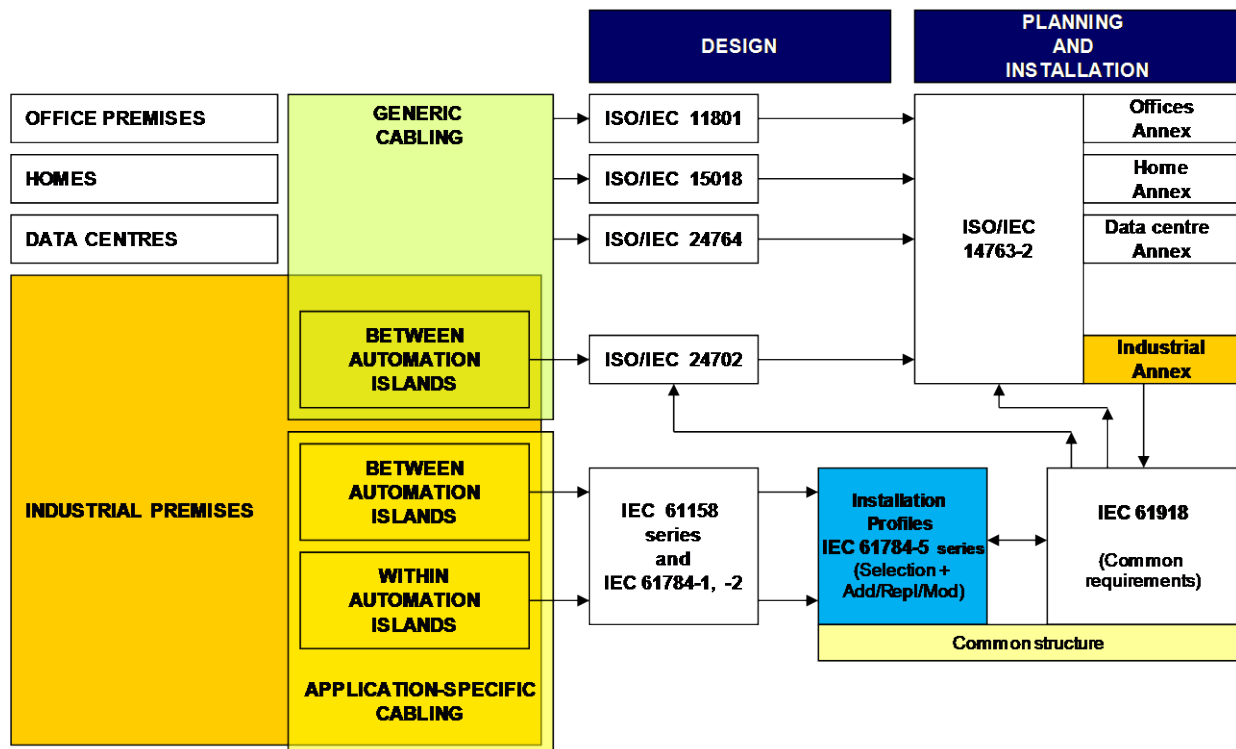 DESIGN
PLANNING
AND
INSTALLATION
OFFICE PREMISES
GENERIC
CABLING
ISO/IEC 11801
Offices
Annex
HOMES
ISO/IEC 15018
Home
Annex
DATA CENTRES
ISO/IEC 24764
ISO/IEC
14763-2
Data centre
Annex
BETWEEN
AUTOMATION
ISLANDS
ISO/IEC 24702
Industrial
Annex
INDUSTRIAL PREMISES
BETWEEN
AUTOMATION
ISLANDS
WITHIN
AUTOMATION
ISLANDS
APPLICATION-SPECIFIC
CABLING
IEC 61158
series
and
IEC 61784-1, -2
Installation
Profiles
IEC 61784-5 series
(Selection +
Add/Repl/Mod)
IEC 61918
(Common
requirements)
Common structure